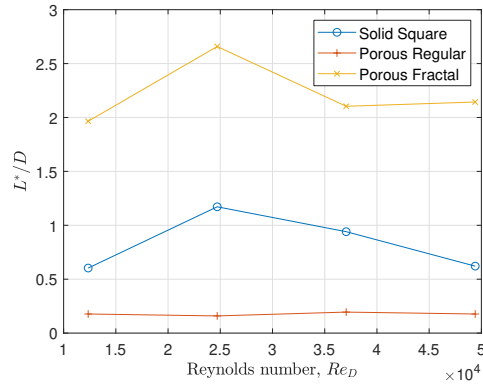 3
2.5
2
1.5
1
0.5
0
L*/D
Solid Square
Porous Regular
Porous Fractal
1 1.5 2 2.5 3 3.5 4 4.5 5
Reynolds number, Re_D
×10^4